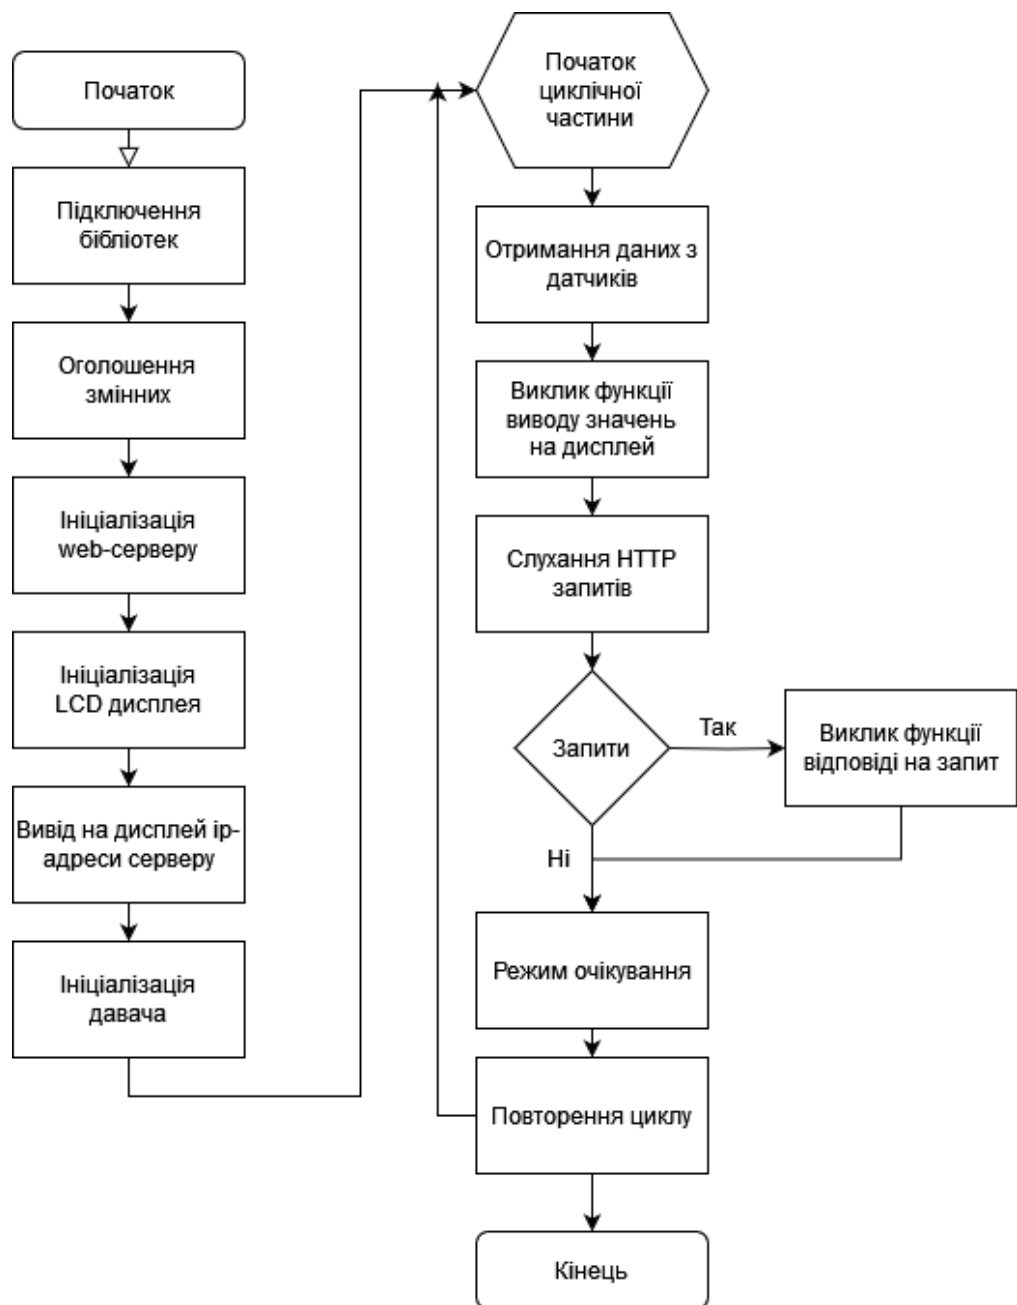 Початок
Підключення
бібліотек
Оголошення
змінних
Ініціалізація
web-серверу
Ініціалізація
LCD дисплея
Вивід на дисплей ip-
адреси серверу
Ініціалізація
давача
Початок
циклічної
частини
Отримання даних з
датчиків
Виклик функції
виводу значень
на дисплей
Слухання HTTP
запитів
Запити
Так
Виклик функції
відповіді на запит
Ні
Режим очікування
Повторення циклу
Кінець